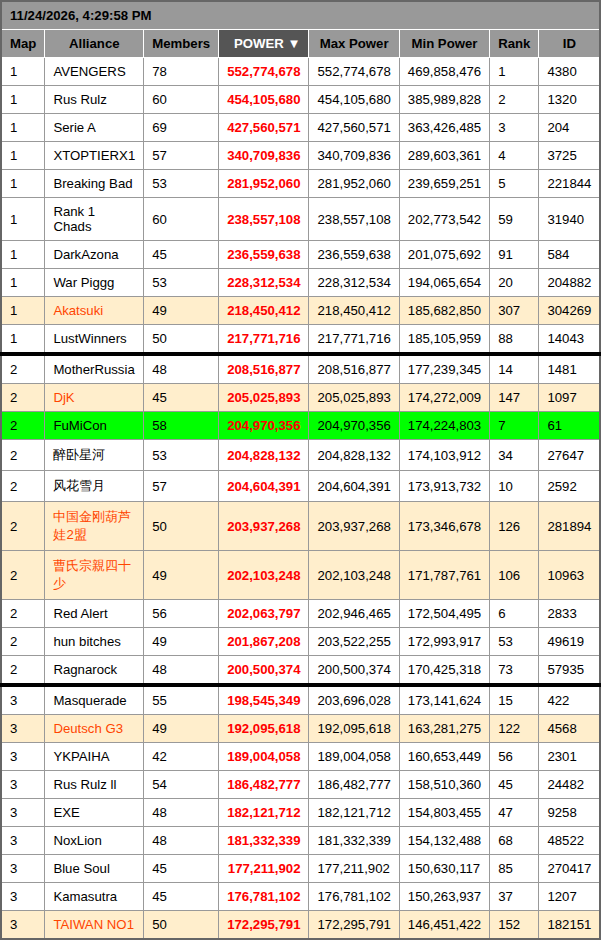 11/24/2026, 4:29:58 PM
Map Alliance Members POWER ▼ Max Power Min Power Rank ID
1 AVENGERS 78 552,774,678 552,774,678 469,858,476 1 4380
1 Rus Rulz 60 454,105,680 454,105,680 385,989,828 2 1320
1 Serie A 69 427,560,571 427,560,571 363,426,485 3 204
1 XTOPTIERX1 57 340,709,836 340,709,836 289,603,361 4 3725
1 Breaking Bad 53 281,952,060 281,952,060 239,659,251 5 221844
1 Rank 1
Chads 60 238,557,108 238,557,108 202,773,542 59 31940
1 DarkAzona 45 236,559,638 236,559,638 201,075,692 91 584
1 War Piggg 53 228,312,534 228,312,534 194,065,654 20 204882
1 Akatsuki 49 218,450,412 218,450,412 185,682,850 307 304269
1 LustWinners 50 217,771,716 217,771,716 185,105,959 88 14043
2 MotherRussia 48 208,516,877 208,516,877 177,239,345 14 1481
2 DjK 45 205,025,893 205,025,893 174,272,009 147 1097
2 FuMiCon 58 204,970,356 204,970,356 174,224,803 7 61
2 醉卧星河 53 204,828,132 204,828,132 174,103,912 34 27647
2 风花雪月 57 204,604,391 204,604,391 173,913,732 10 2592
2 中国金刚葫芦
娃2盟 50 203,937,268 203,937,268 173,346,678 126 281894
2 曹氏宗親四十
少 49 202,103,248 202,103,248 171,787,761 106 10963
2 Red Alert 56 202,063,797 202,946,465 172,504,495 6 2833
2 hun bitches 49 201,867,208 203,522,255 172,993,917 53 49619
2 Ragnarock 48 200,500,374 200,500,374 170,425,318 73 57935
3 Masquerade 55 198,545,349 203,696,028 173,141,624 15 422
3 Deutsch G3 49 192,095,618 192,095,618 163,281,275 122 4568
3 YKPAIHA 42 189,004,058 189,004,058 160,653,449 56 2301
3 Rus Rulz ll 54 186,482,777 186,482,777 158,510,360 45 24482
3 EXE 48 182,121,712 182,121,712 154,803,455 47 9258
3 NoxLion 48 181,332,339 181,332,339 154,132,488 68 48522
3 Blue Soul 45 177,211,902 177,211,902 150,630,117 85 270417
3 Kamasutra 45 176,781,102 176,781,102 150,263,937 37 1207
3 TAIWAN NO1 50 172,295,791 172,295,791 146,451,422 152 182151